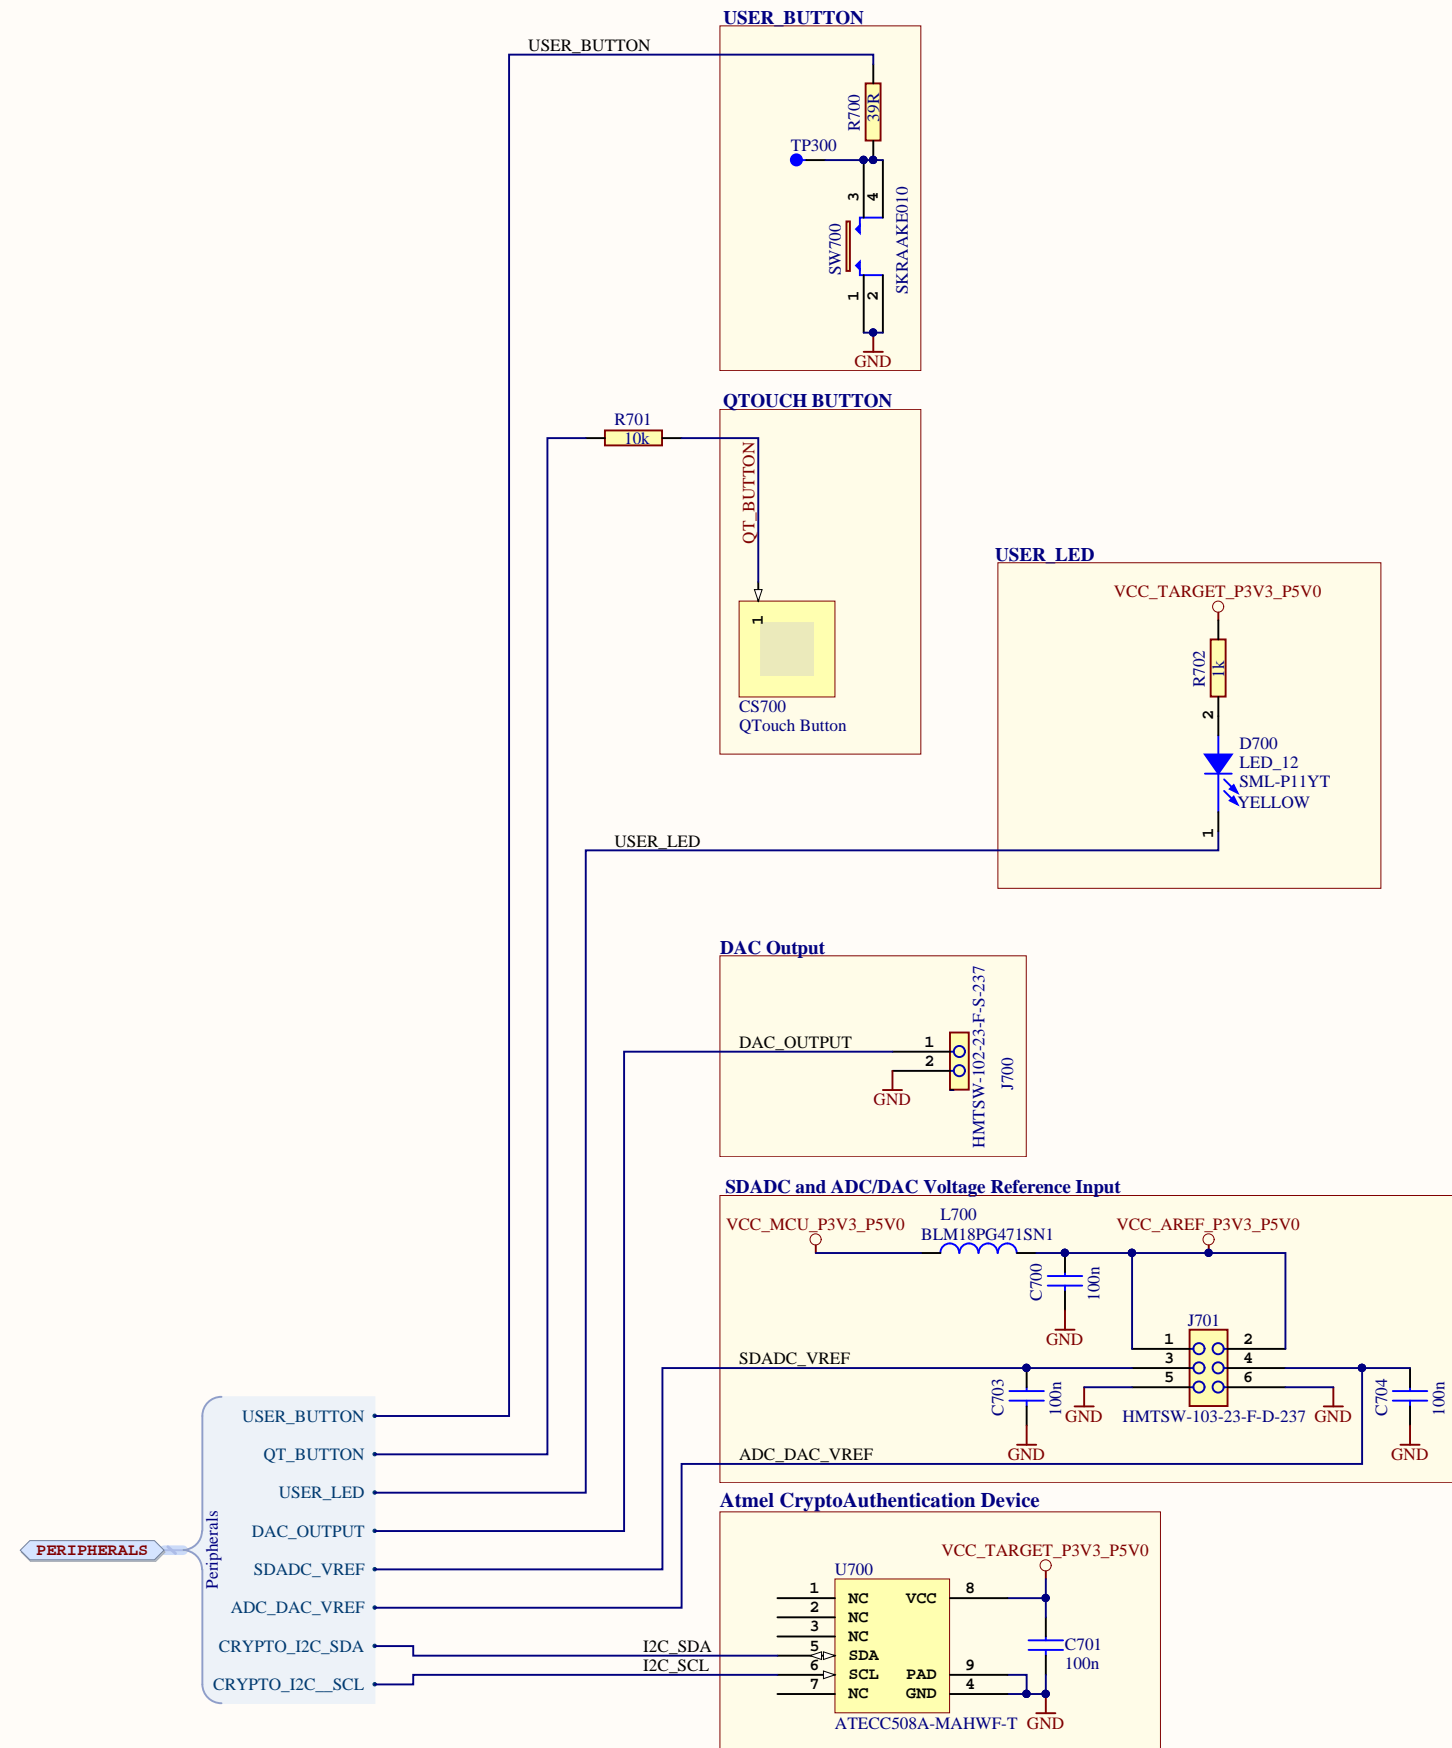 USER_BUTTON
USER_BUTTON
R700
39R
TP300
3
4
SW700
SKRAAKE010
1
2
GND
QTOUCH BUTTON
R701
10k
QT_BUTTON
1
CS700
QTouch Button
USER_LED
VCC_TARGET_P3V3_P5V0
R702
1k
2
D700
LED_12
SML-P11YT
YELLOW
1
USER_LED
DAC Output
DAC_OUTPUT
1
2
GND
HMTSW-102-23-F-S-237
J700
SDADC and ADC/DAC Voltage Reference Input
VCC_MCU_P3V3_P5V0
L700
BLM18PG471SN1
VCC_AREF_P3V3_P5V0
C700
100n
GND
J701
1
2
3
4
5
6
SDADC_VREF
C703
100n
GND
GND
HMTSW-103-23-F-D-237
GND
C704
100n
GND
ADC_DAC_VREF
Atmel CryptoAuthentication Device
VCC_TARGET_P3V3_P5V0
U700
1
NC
VCC
8
2
NC
3
NC
I2C_SDA
5
SDA
I2C_SCL
6
SCL
PAD
9
7
NC
GND
4
C701
100n
ATECC508A-MAHWF-T
GND
PERIPHERALS
Peripherals
USER_BUTTON
QT_BUTTON
USER_LED
DAC_OUTPUT
SDADC_VREF
ADC_DAC_VREF
CRYPTO_I2C_SDA
CRYPTO_I2C__SCL